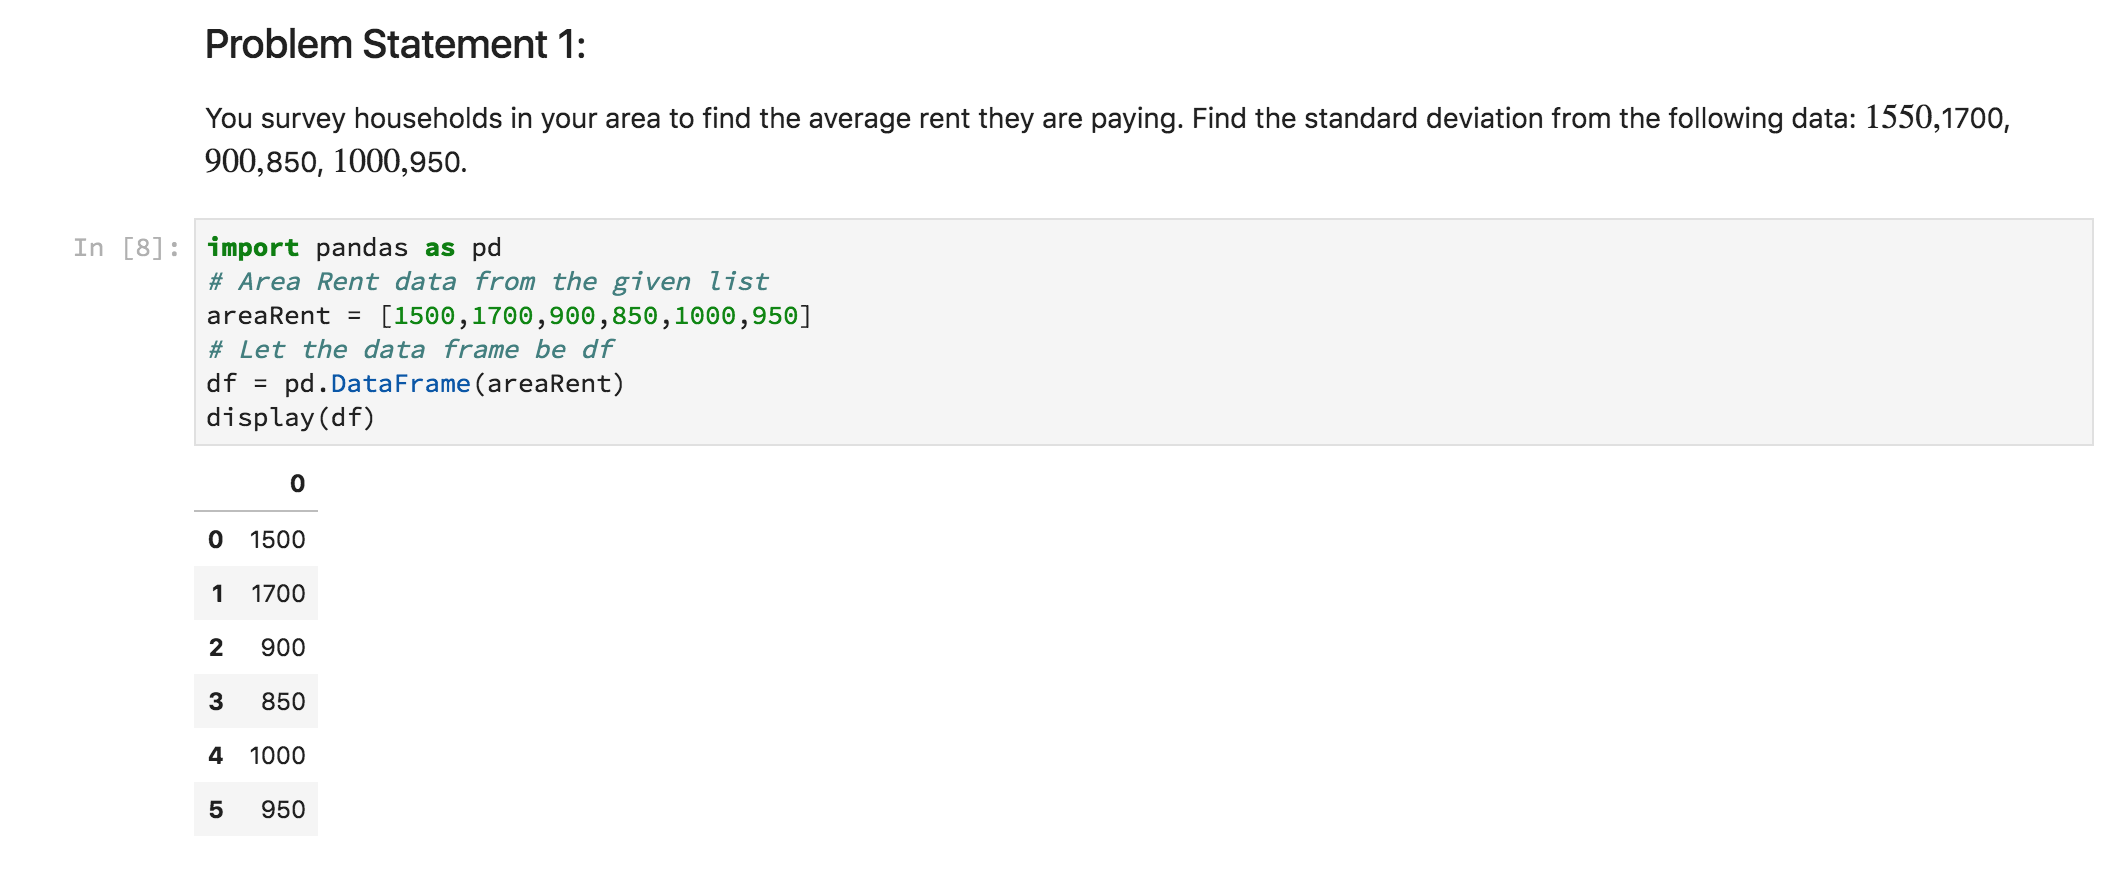 Problem Statement 1:
You survey households in your area to find the average rent they are paying. Find the standard deviation from the following data: 1550,1700,
900,850, 1000,950.
In [8]:
import pandas as pd
# Area Rent data from the given list
areaRent = [1500,1700,900,850,1000,950]
# Let the data frame be df
df = pd.DataFrame(areaRent)
display(df)
0
0 1500
1 1700
2 900
3 850
4 1000
5 950